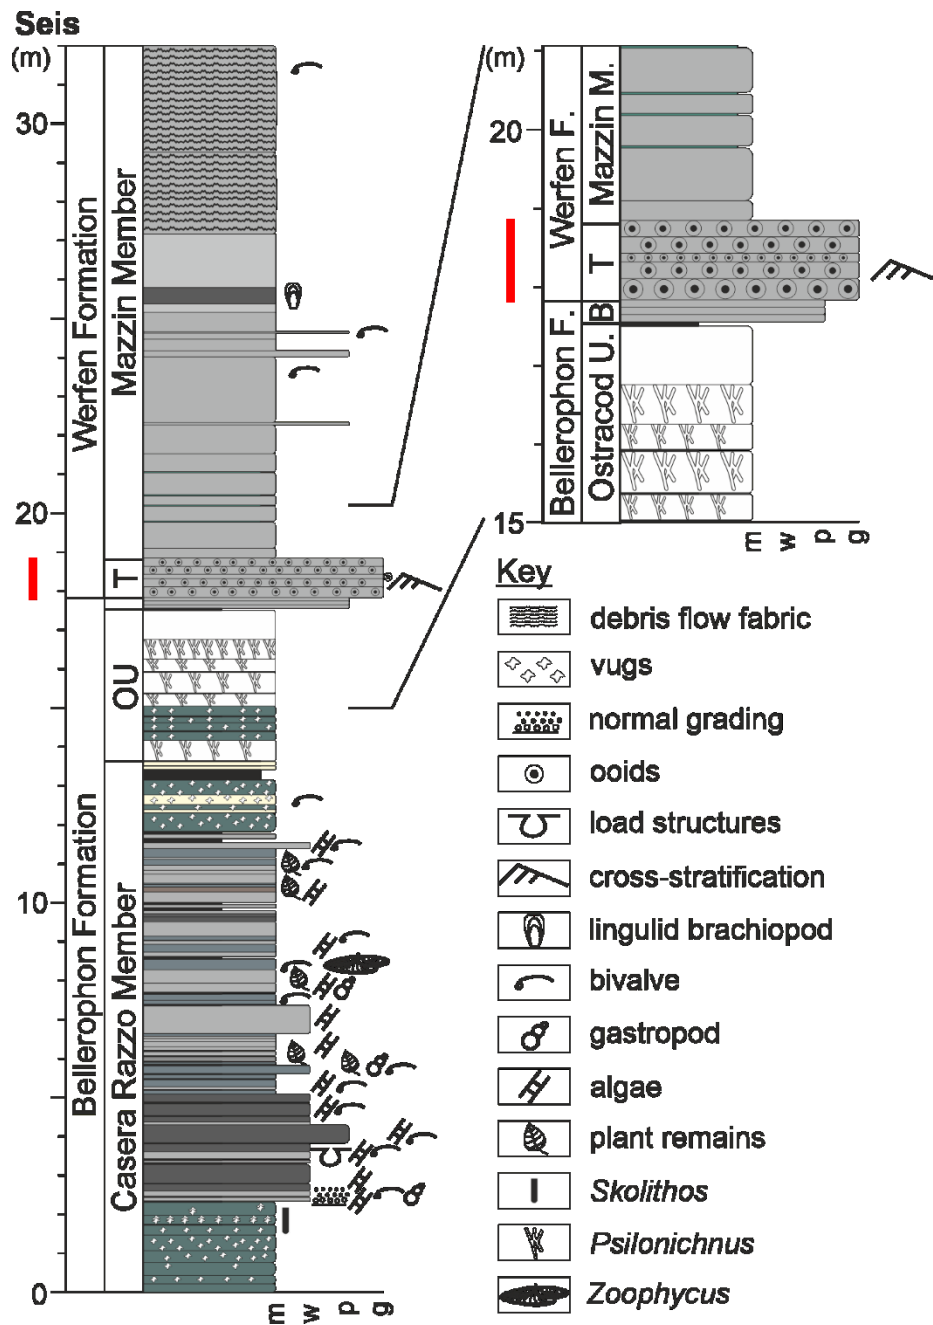 Seis
(m)
30
20
10
0
Werfen Formation
Mazzin Member
T
OU
Bellerophon Formation
Casera Razzo Member
m w p g
(m)
20
15
Werfen F.
Mazzin M.
T
B
Bellerophon F.
Ostracod U.
m w p g
Key
debris flow fabric
vugs
normal grading
ooids
load structures
cross-stratification
lingulid brachiopod
bivalve
gastropod
algae
plant remains
Skolithos
Psilonichnus
Zoophycus